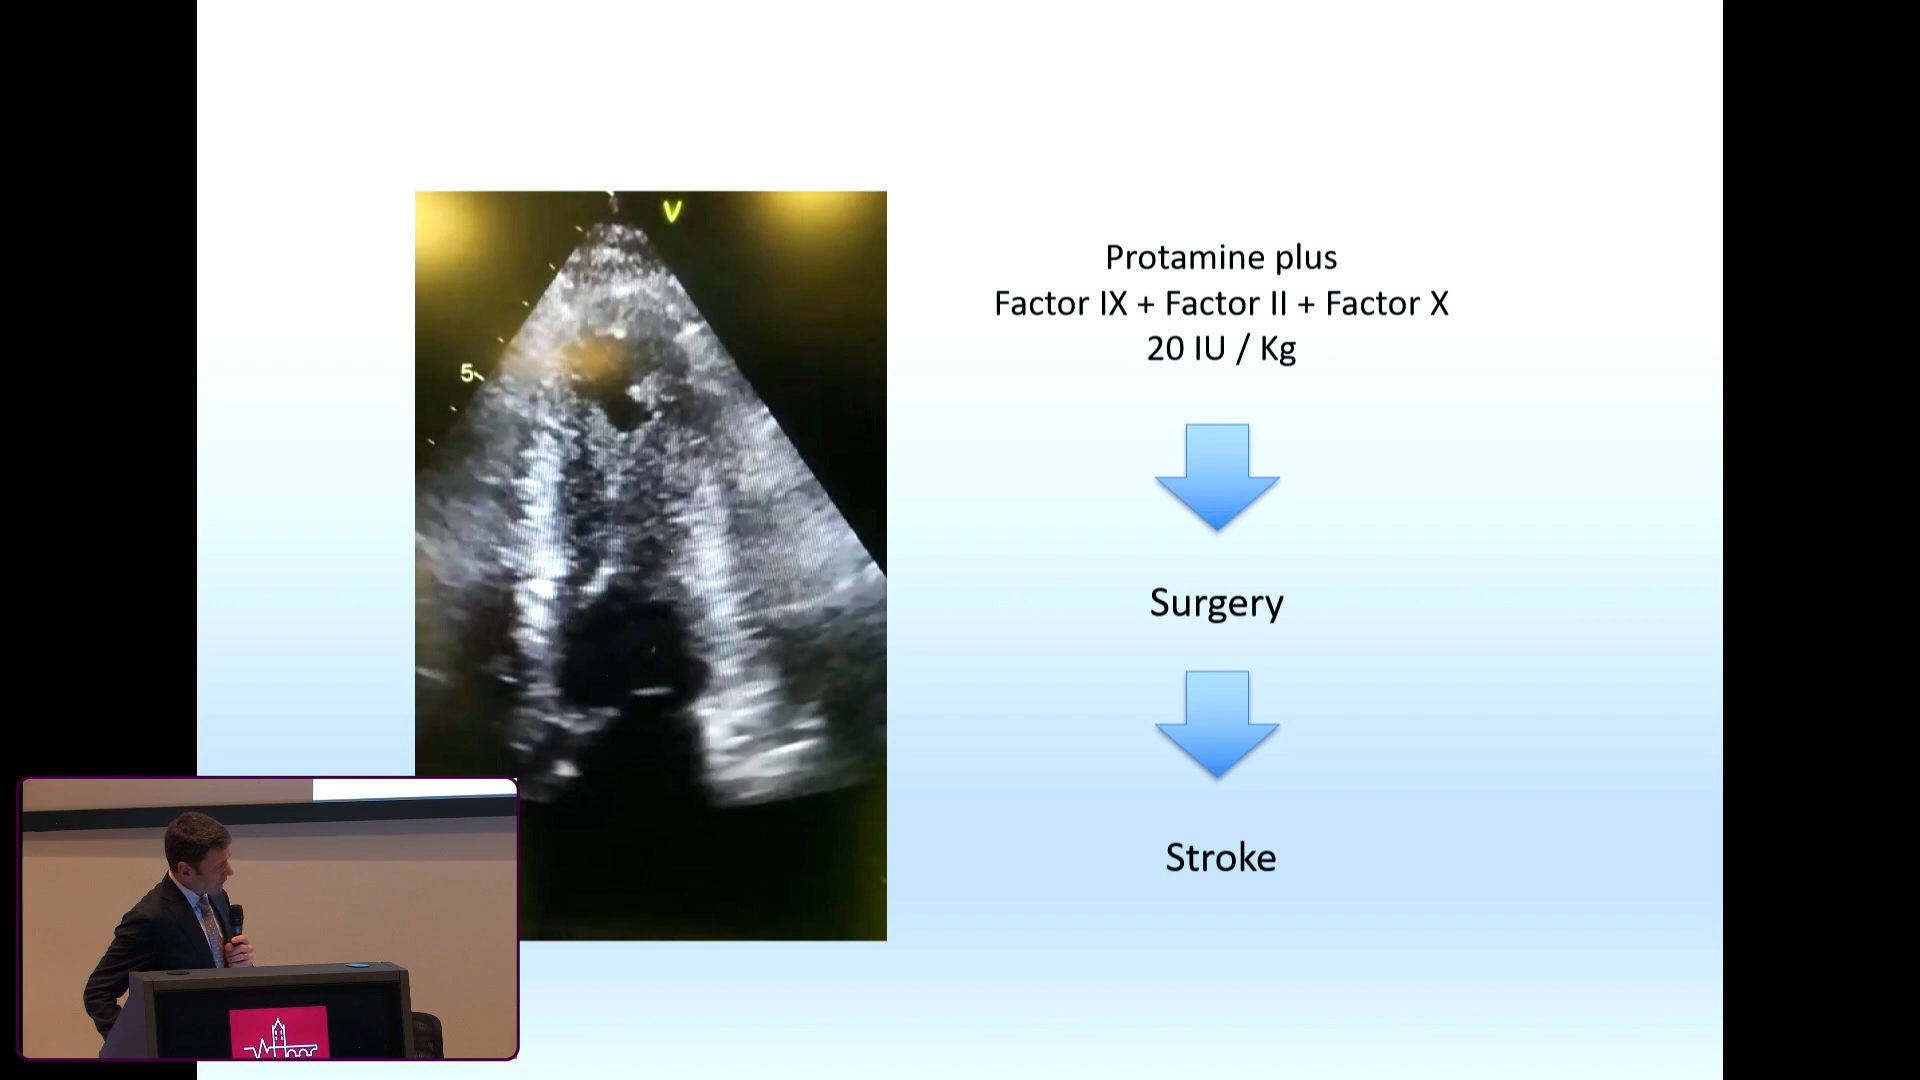 V
5
Protamine plus
Factor IX + Factor II + Factor X
20 IU / Kg
Surgery
Stroke